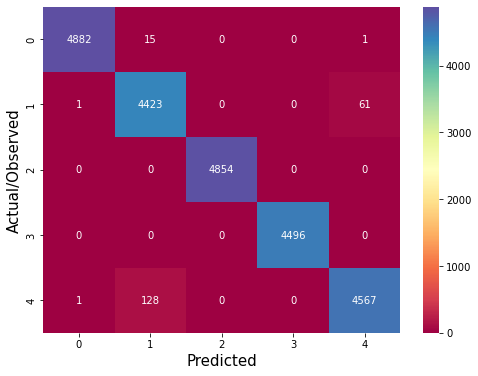 0 4882 15 0 0 1
1 1 4423 0 0 61
2 0 0 4854 0 0
3 0 0 0 4496 0
4 1 128 0 0 4567
0 1 2 3 4
Predicted
Actual/Observed
4000
3000
2000
1000
0